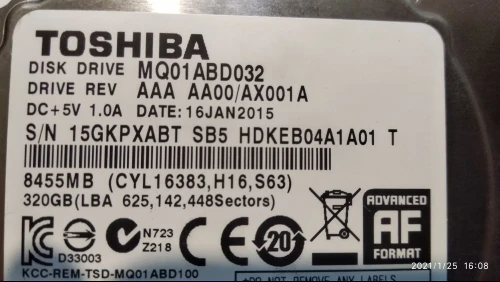 TOSHIBA
DISK DRIVE MQ01ABD032
DRIVE REV AAA AA00/AX001A
DC+5V 1.0A DATE:16JAN2015
S/N 15GKPXABT SB5 HDKEB04A1A01 T
8455MB (CYL16383,H16,S63)
320GB(LBA 625,142,448Sectors)
D33003
N723
Z218
CE
20
ADVANCED
AF
FORMAT
KCC-REM-TSD-MQ01ABD100
•DO NOT REMOVE ANY LABELS
2021/1/25 16:08